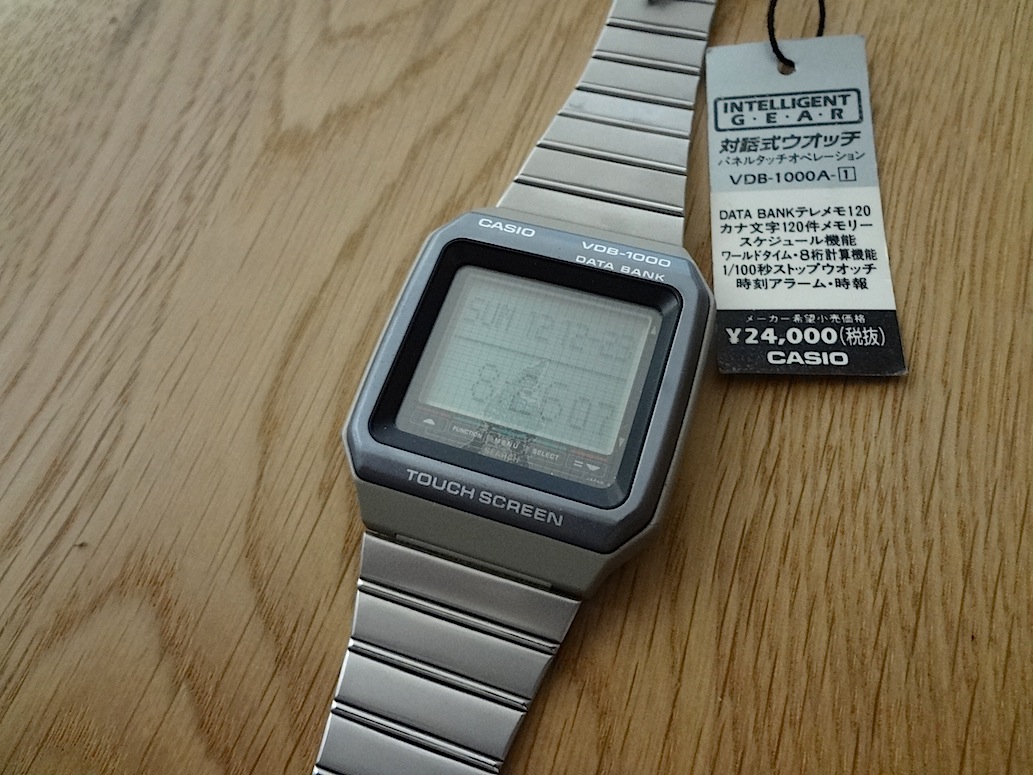 INTELLIGENT
G·E·A·R
対話式ウオッチ
パネルタッチオペレーション
VDB-1000A-1
DATA BANKテレメモ120
カナ文字120件メモリー
スケジュール機能
ワールドタイム・8桁計算機能
1/100秒ストップウオッチ
時刻アラーム・時報
メーカー希望小売価格
¥24,000(税抜)
CASIO
CASIO VDB-1000
DATA BANK
8:26 07
FUNCTION MENU SELECT
SEARCH
JAPAN
TOUCH SCREEN